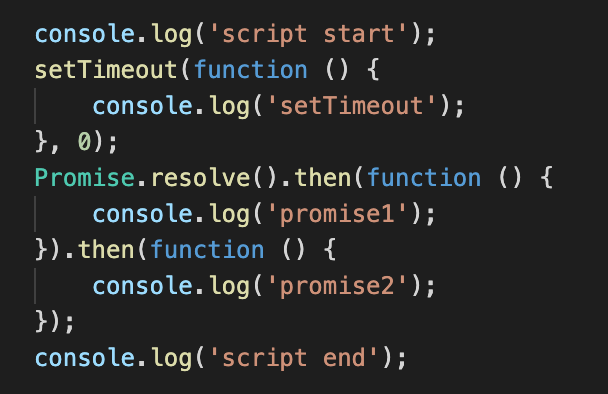 console.log('script start');
setTimeout(function () {
    console.log('setTimeout');
}, 0);
Promise.resolve().then(function () {
    console.log('promise1');
}).then(function () {
    console.log('promise2');
});
console.log('script end');